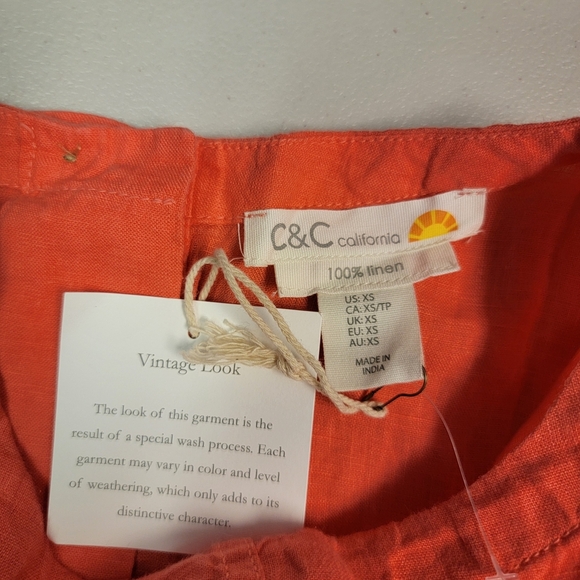 C&C california
100% linen
US: XS
CA: XS/TP
UK: XS
EU: XS
AU: XS
MADE IN
INDIA
Vintage Look
The look of this garment is the
result of a special wash process. Each
garment may vary in color and level
of weathering, which only adds to its
distinctive character.